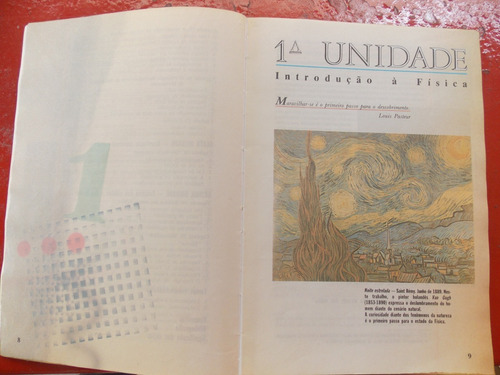 1
8
1ª UNIDADE
Introdução à Física
Maravilhar-se é o primeiro passo para o descobrimento.
Louis Pasteur
Noite estrelada – Saint Rémy, Junho de 1889. Nes-
te trabalho, o pintor holandês Van Gogh
(1853-1890) expressa o deslumbramento do ho-
mem diante do cenário natural.
A curiosidade diante dos fenômenos da natureza
é o primeiro passo para o estudo da Física.
9